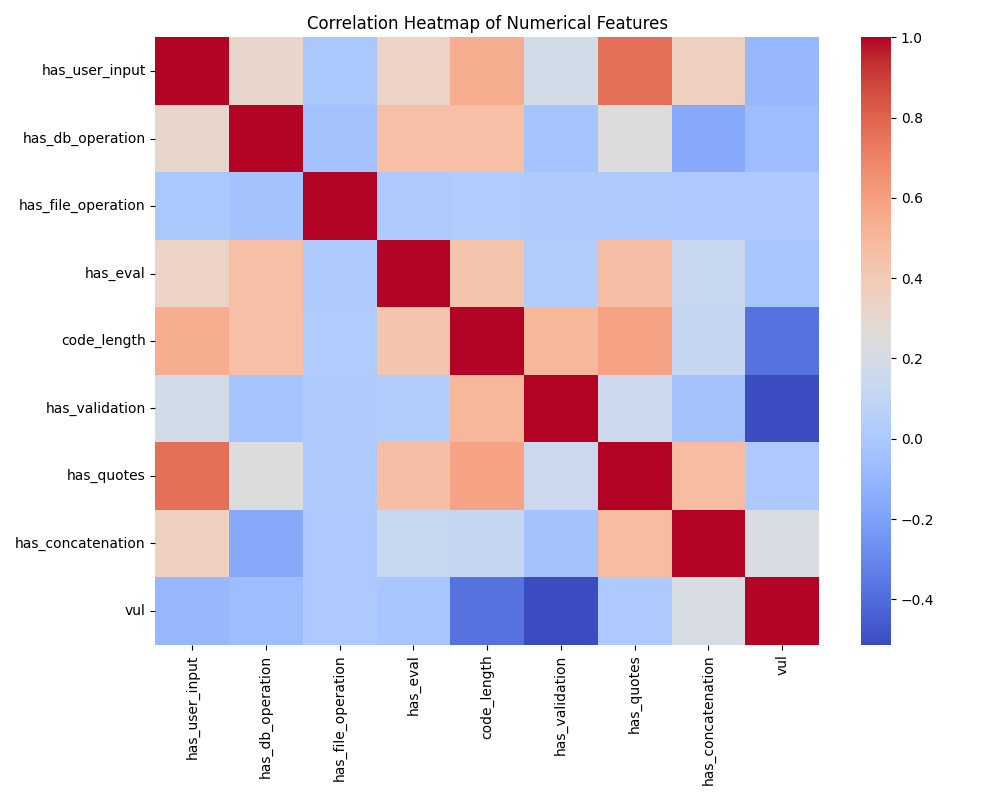 Correlation Heatmap of Numerical Features
has_user_input
has_db_operation
has_file_operation
has_eval
code_length
has_validation
has_quotes
has_concatenation
vul
has_user_input
has_db_operation
has_file_operation
has_eval
code_length
has_validation
has_quotes
has_concatenation
vul
1.0
0.8
0.6
0.4
0.2
0.0
−0.2
−0.4